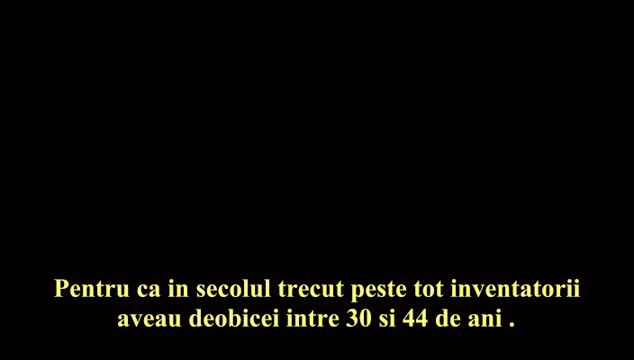 Pentru ca in secolul trecut peste tot inventatorii
aveau deobicei intre 30 si 44 de ani .